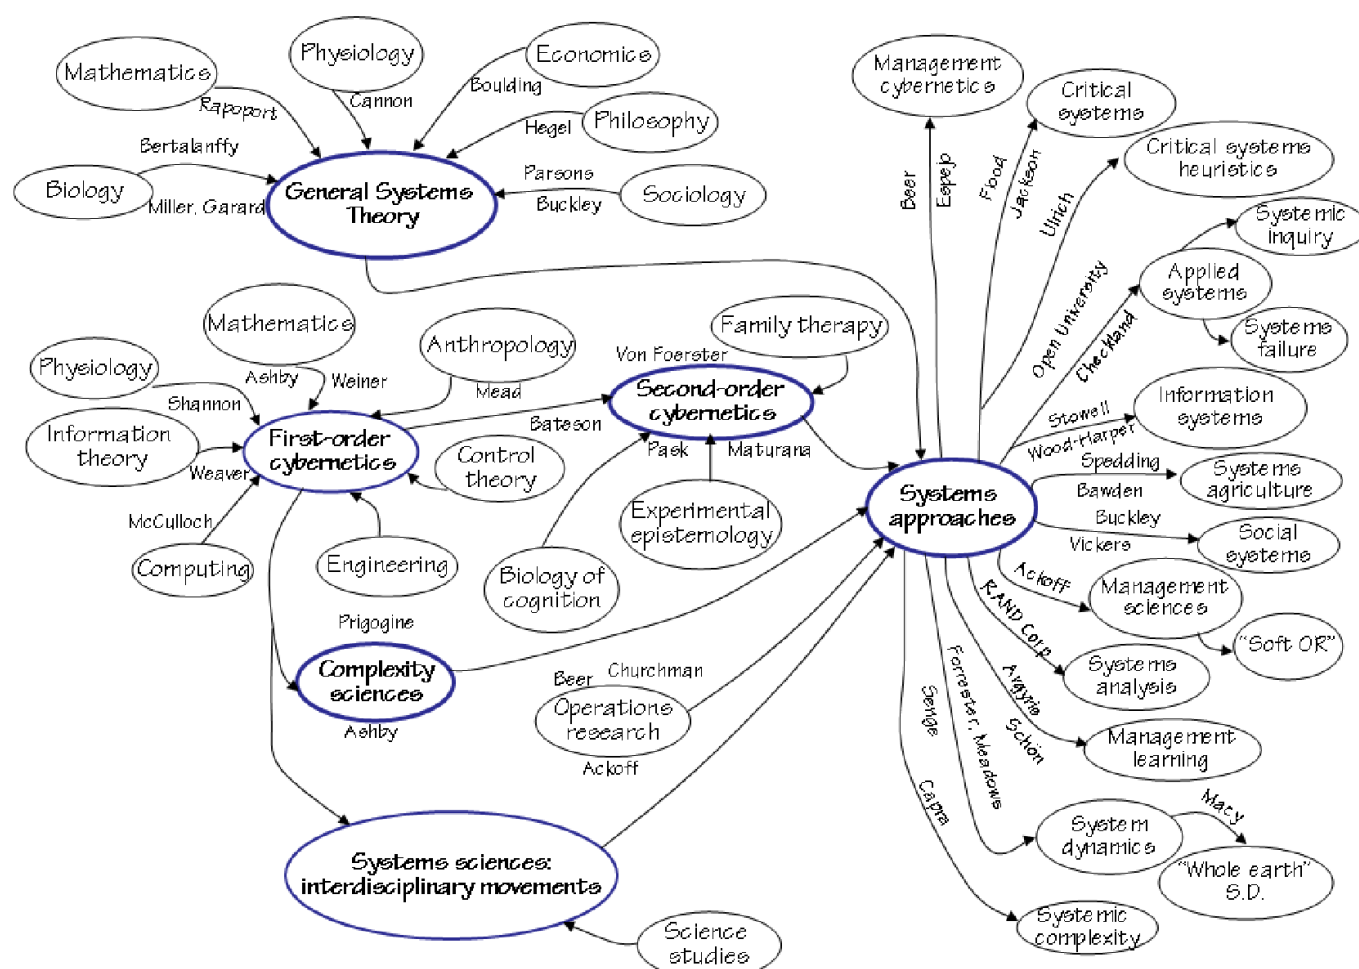 Mathematics
Physiology
Economics
Rapoport
Cannon
Boulding
Hegel
Philosophy
Bertalanffy
Biology
Miller, Garard
General Systems
Theory
Parsons
Buckley
Sociology
Management
cybernetics
Critical
systems
Critical systems
heuristics
Systemic
inquiry
Applied
systems
Systems
failure
Beer
Espejo
Flood
Jackson
Ulrich
Open University
Checkland
Mathematics
Physiology
Shannon
Ashby
Weiner
Anthropology
Mead
Information
theory
Weaver
First-order
cybernetics
Control
theory
McCulloch
Computing
Engineering
Bateson
Von Foerster
Family therapy
Second-order
cybernetics
Pask
Maturana
Experimental
epistemology
Biology of
cognition
Systems
approaches
Stowell
Wood-Harper
Information
systems
Spedding
Bawden
Systems
agriculture
Buckley
Vickers
Social
systems
Ackoff
Management
sciences
"Soft OR"
RAND Corp
Systems
analysis
Argyris
Schön
Management
learning
Forrester, Meadows
System
dynamics
Macy
"Whole earth"
S.D.
Senge
Capra
Systemic
complexity
Prigogine
Complexity
sciences
Ashby
Beer
Churchman
Operations
research
Ackoff
Systems sciences:
interdisciplinary movements
Science
studies